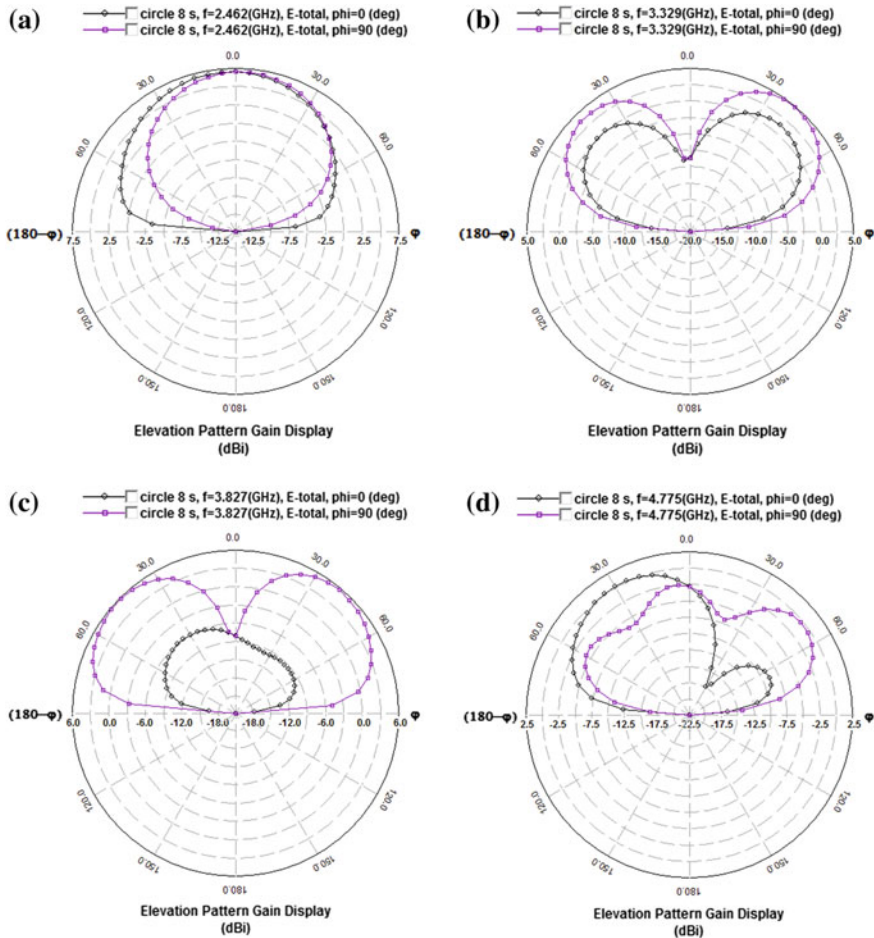 (a)
circle 8 s, f=2.462(GHz), E-total, phi=0 (deg)
circle 8 s, f=2.462(GHz), E-total, phi=90 (deg)
0.0
30.0
30.0
60.0
60.0
(180-φ)
φ
7.5 2.5 -2.5 -7.5 -12.5 -12.5 -7.5 -2.5 2.5 7.5
120.0
120.0
150.0
150.0
180.0
Elevation Pattern Gain Display
(dBi)
(b)
circle 8 s, f=3.329(GHz), E-total, phi=0 (deg)
circle 8 s, f=3.329(GHz), E-total, phi=90 (deg)
0.0
30.0
30.0
60.0
60.0
(180-φ)
φ
5.0 0.0 -5.0 -10.0 -15.0 -20.0 -15.0 -10.0 -5.0 0.0 5.0
120.0
120.0
150.0
150.0
180.0
Elevation Pattern Gain Display
(dBi)
(c)
circle 8 s, f=3.827(GHz), E-total, phi=0 (deg)
circle 8 s, f=3.827(GHz), E-total, phi=90 (deg)
0.0
30.0
30.0
60.0
60.0
(180-φ)
φ
6.0 0.0 -6.0 -12.0 -18.0 -18.0 -12.0 -6.0 0.0 6.0
120.0
120.0
150.0
150.0
180.0
Elevation Pattern Gain Display
(dBi)
(d)
circle 8 s, f=4.775(GHz), E-total, phi=0 (deg)
circle 8 s, f=4.775(GHz), E-total, phi=90 (deg)
0.0
30.0
30.0
60.0
60.0
(180-φ)
φ
2.5 -2.5 -7.5 -12.5 -17.5 -22.5 -17.5 -12.5 -7.5 -2.5 2.5
120.0
120.0
150.0
150.0
180.0
Elevation Pattern Gain Display
(dBi)